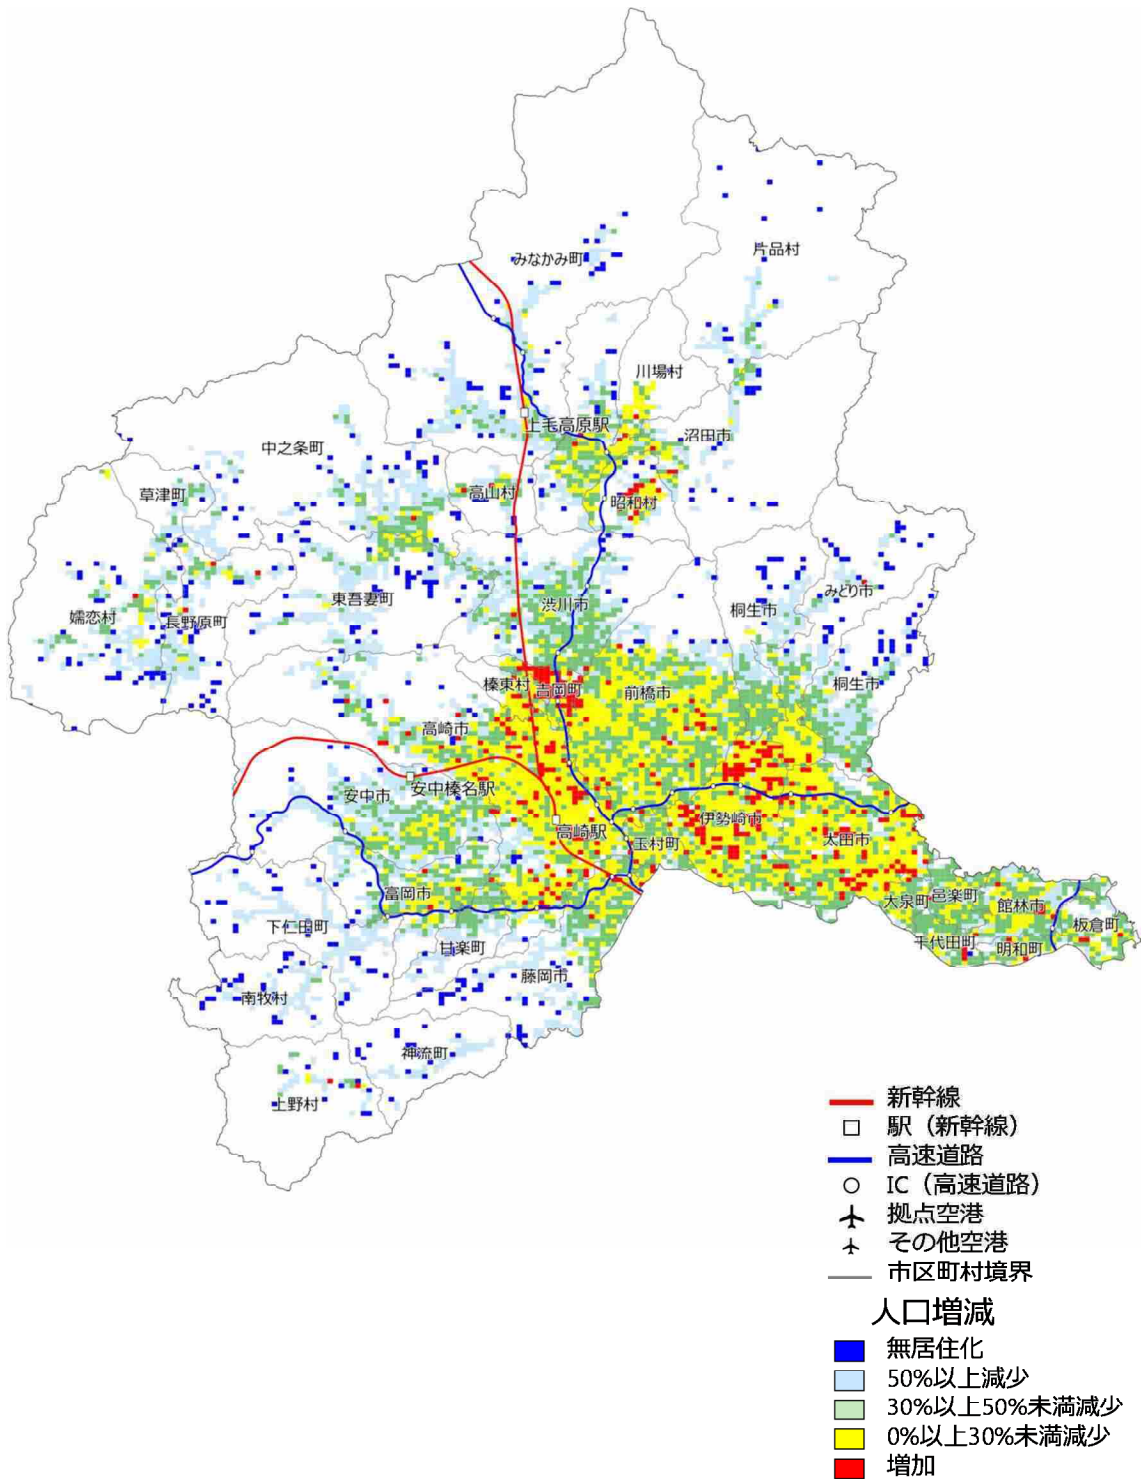 みなかみ町
片品村
川場村
上毛高原駅
沼田市
中之条町
草津町
高山村
昭和村
嬬恋村
長野原町
東吾妻町
渋川市
桐生市
みどり市
桐生市
榛東村
吉岡町
前橋市
高崎市
安中市
安中榛名駅
高崎駅
玉村町
伊勢崎市
太田市
富岡市
大泉町
邑楽町
館林市
板倉町
下仁田町
甘楽町
千代田町
明和町
藤岡市
南牧村
神流町
上野村
新幹線
駅（新幹線）
高速道路
IC（高速道路）
拠点空港
その他空港
市区町村境界
人口増減
無居住化
50%以上減少
30%以上50%未満減少
0%以上30%未満減少
増加